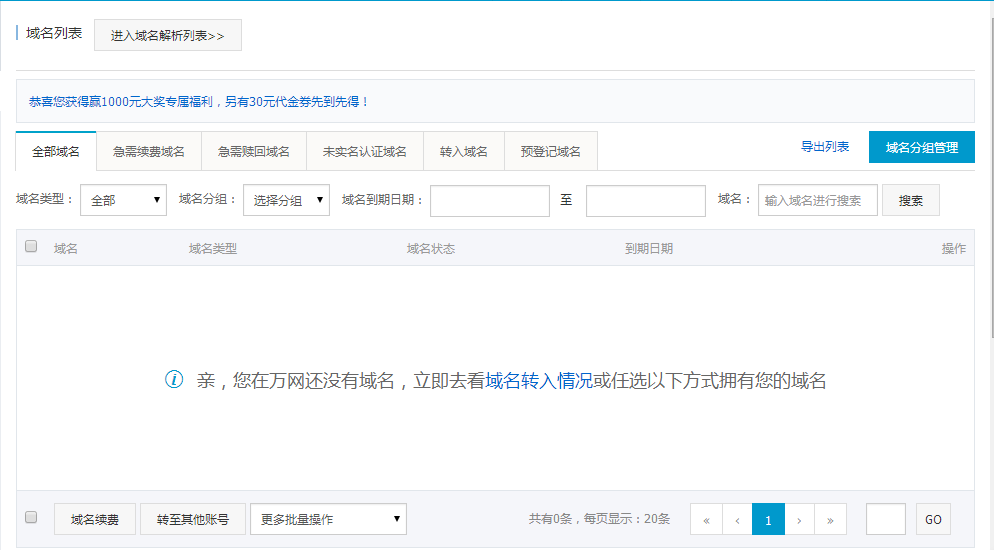 域名列表 进入域名解析列表>>
恭喜您获得赢1000元大奖专属福利，另有30元代金券先到先得！
全部域名 急需续费域名 急需赎回域名 未实名认证域名 转入域名 预登记域名 导出列表 域名分组管理
域名类型： 全部 域名分组： 选择分组 域名到期日期： 至 域名： 输入域名进行搜索 搜索
域名 域名类型 域名状态 到期日期 操作
亲，您在万网还没有域名，立即去看域名转入情况或任选以下方式拥有您的域名
域名续费 转至其他账号 更多批量操作 共有0条，每页显示：20条 « ‹ 1 › » GO